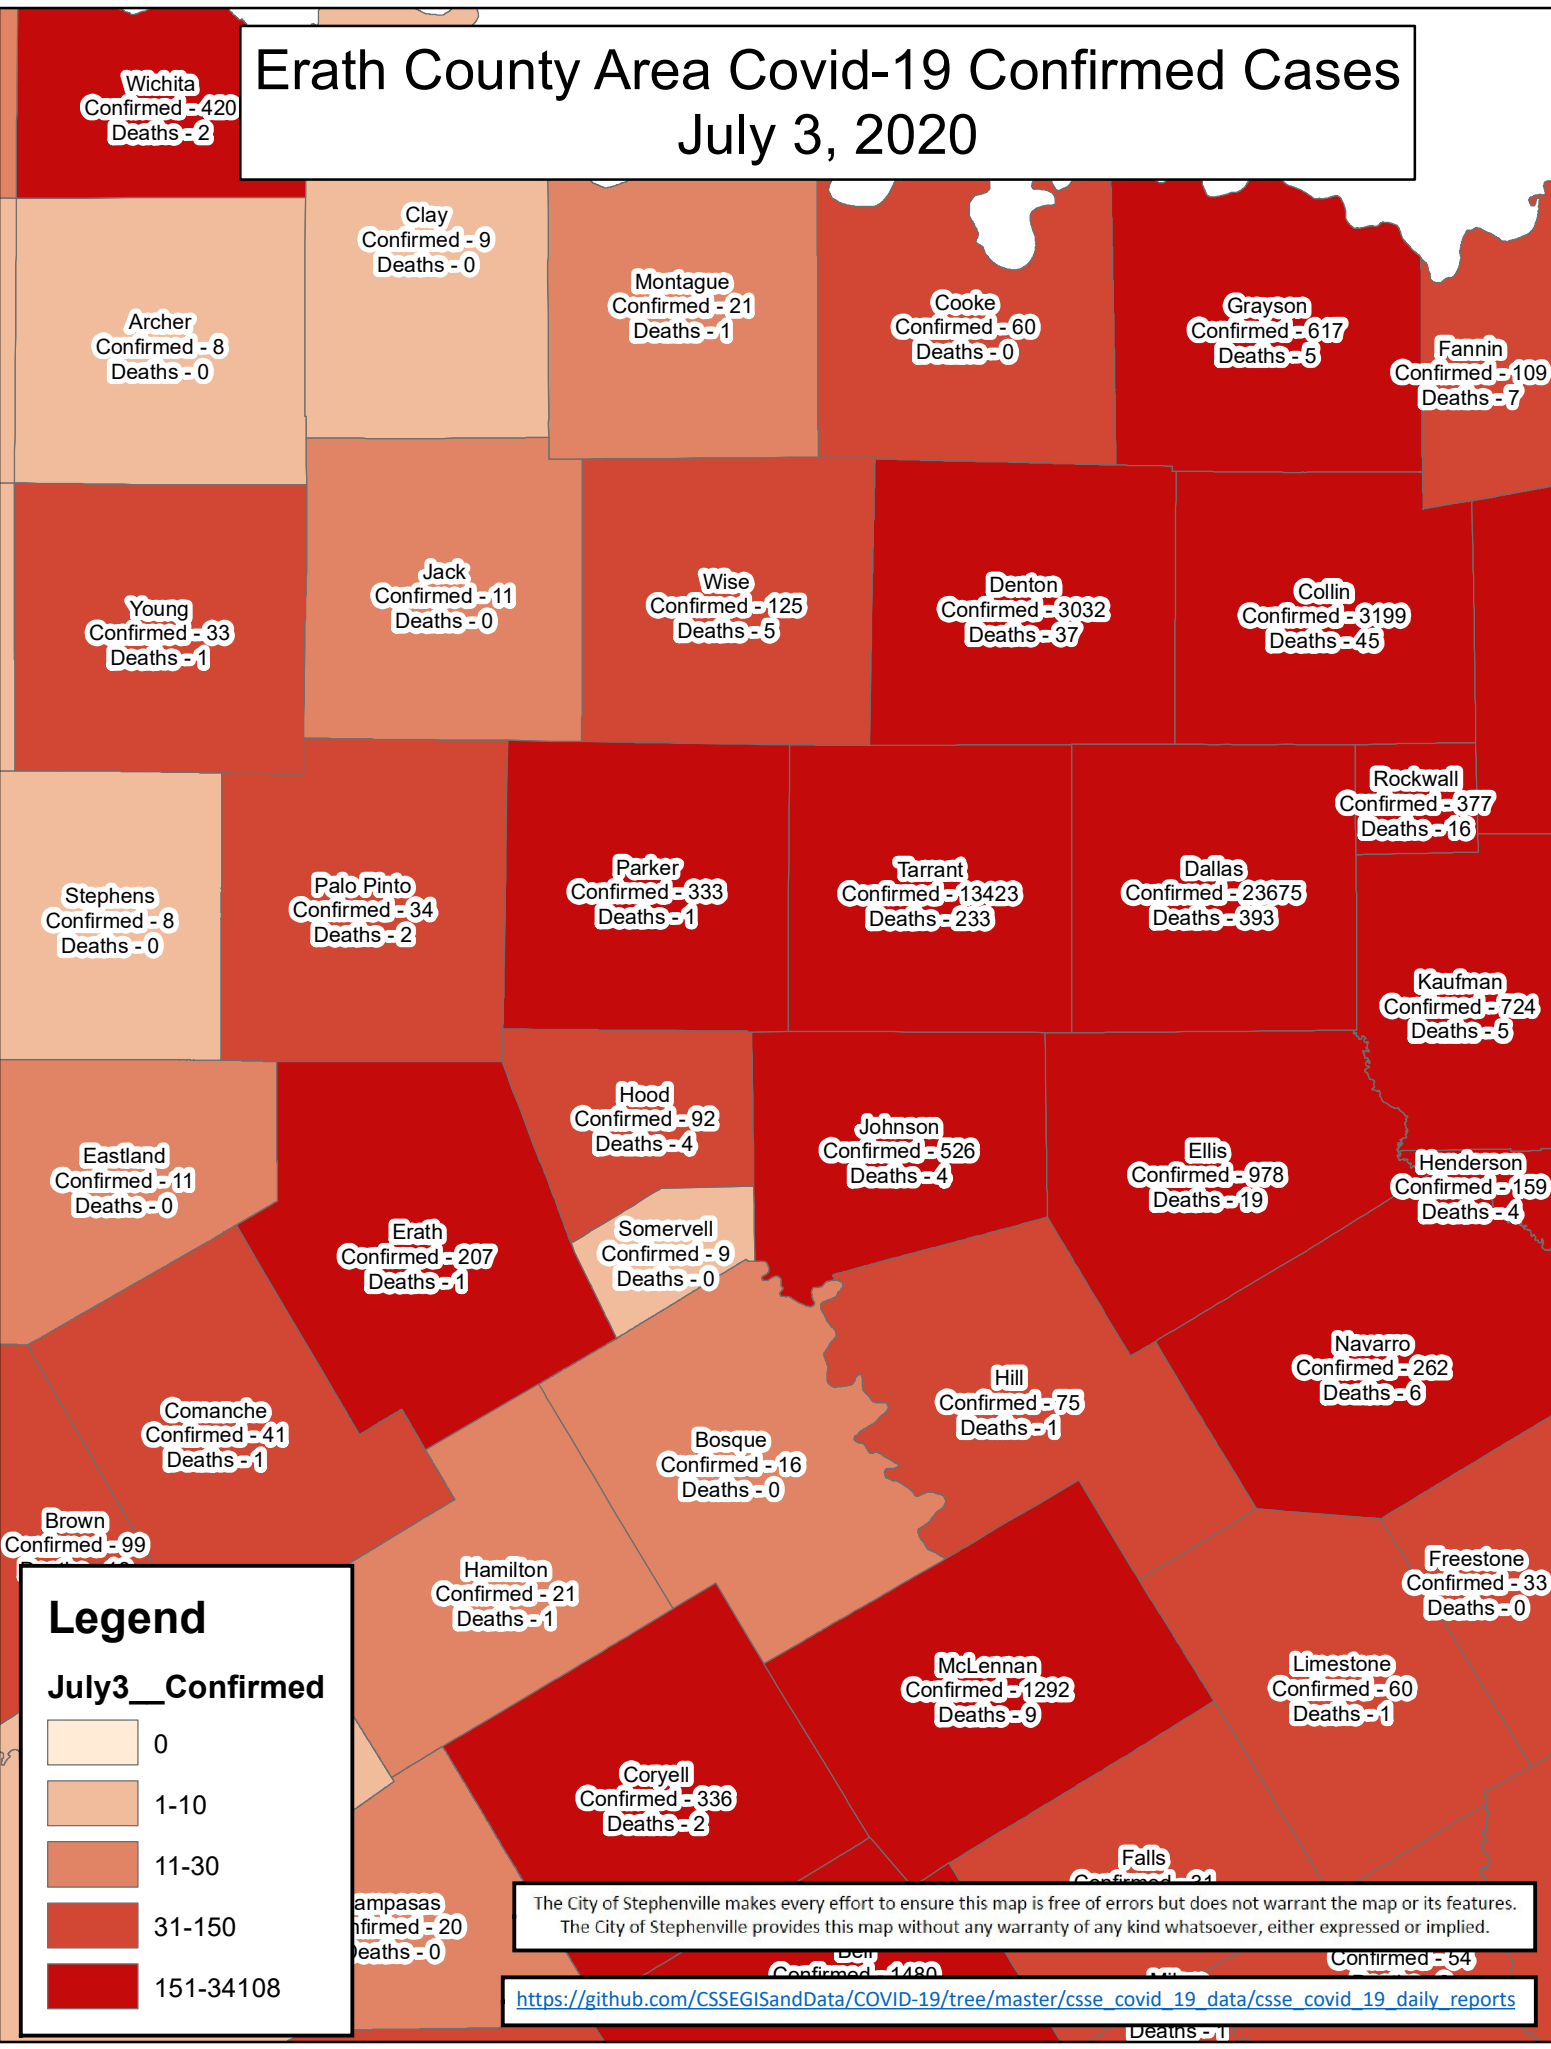 Erath County Area Covid-19 Confirmed Cases
July 3, 2020
Wichita
Confirmed - 420
Deaths - 2
Clay
Confirmed - 9
Deaths - 0
Montague
Confirmed - 21
Deaths - 1
Cooke
Confirmed - 60
Deaths - 0
Grayson
Confirmed - 617
Deaths - 5
Fannin
Confirmed - 109
Deaths - 7
Archer
Confirmed - 8
Deaths - 0
Young
Confirmed - 33
Deaths - 1
Jack
Confirmed - 11
Deaths - 0
Wise
Confirmed - 125
Deaths - 5
Denton
Confirmed - 3032
Deaths - 37
Collin
Confirmed - 3199
Deaths - 45
Rockwall
Confirmed - 377
Deaths - 16
Stephens
Confirmed - 8
Deaths - 0
Palo Pinto
Confirmed - 34
Deaths - 2
Parker
Confirmed - 333
Deaths - 1
Tarrant
Confirmed - 13423
Deaths - 233
Dallas
Confirmed - 23675
Deaths - 393
Kaufman
Confirmed - 724
Deaths - 5
Eastland
Confirmed - 11
Deaths - 0
Erath
Confirmed - 207
Deaths - 1
Hood
Confirmed - 92
Deaths - 4
Somervell
Confirmed - 9
Deaths - 0
Johnson
Confirmed - 526
Deaths - 4
Ellis
Confirmed - 978
Deaths - 19
Henderson
Confirmed - 159
Deaths - 4
Navarro
Confirmed - 262
Deaths - 6
Comanche
Confirmed - 41
Deaths - 1
Bosque
Confirmed - 16
Deaths - 0
Hill
Confirmed - 75
Deaths - 1
Brown
Confirmed - 99
Hamilton
Confirmed - 21
Deaths - 1
Freestone
Confirmed - 33
Deaths - 0
McLennan
Confirmed - 1292
Deaths - 9
Limestone
Confirmed - 60
Deaths - 1
Coryell
Confirmed - 336
Deaths - 2
Falls
Confirmed - 31
ampasas
nfirmed - 20
Deaths - 0
Bell
Confirmed - 1480
Confirmed - 54
Deaths - 1
Legend
July3__Confirmed
0
1-10
11-30
31-150
151-34108
The City of Stephenville makes every effort to ensure this map is free of errors but does not warrant the map or its features.
The City of Stephenville provides this map without any warranty of any kind whatsoever, either expressed or implied.
https://github.com/CSSEGISandData/COVID-19/tree/master/csse_covid_19_data/csse_covid_19_daily_reports